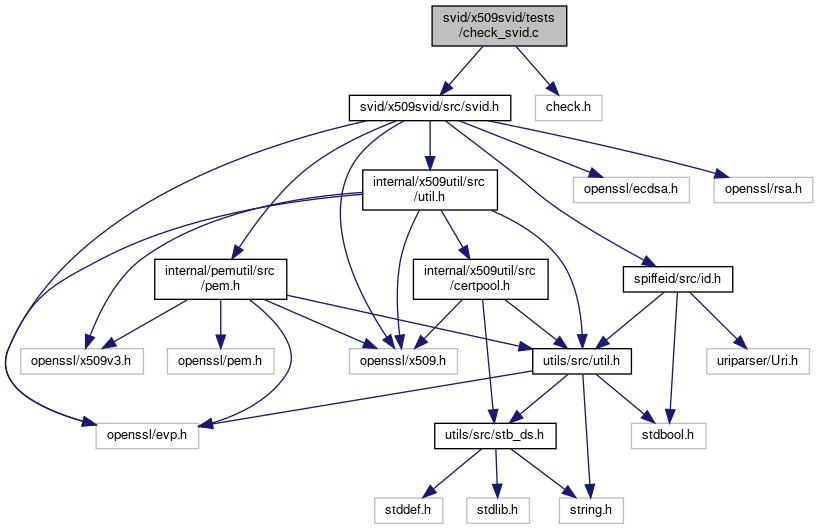 svid/x509svid/tests
/check_svid.c
svid/x509svid/src/svid.h
check.h
internal/x509util/src
/util.h
openssl/ecdsa.h
openssl/rsa.h
internal/pemutil/src
/pem.h
internal/x509util/src
/certpool.h
spiffeid/src/id.h
openssl/x509v3.h
openssl/pem.h
openssl/x509.h
utils/src/util.h
uriparser/Uri.h
openssl/evp.h
utils/src/stb_ds.h
stdbool.h
stddef.h
stdlib.h
string.h